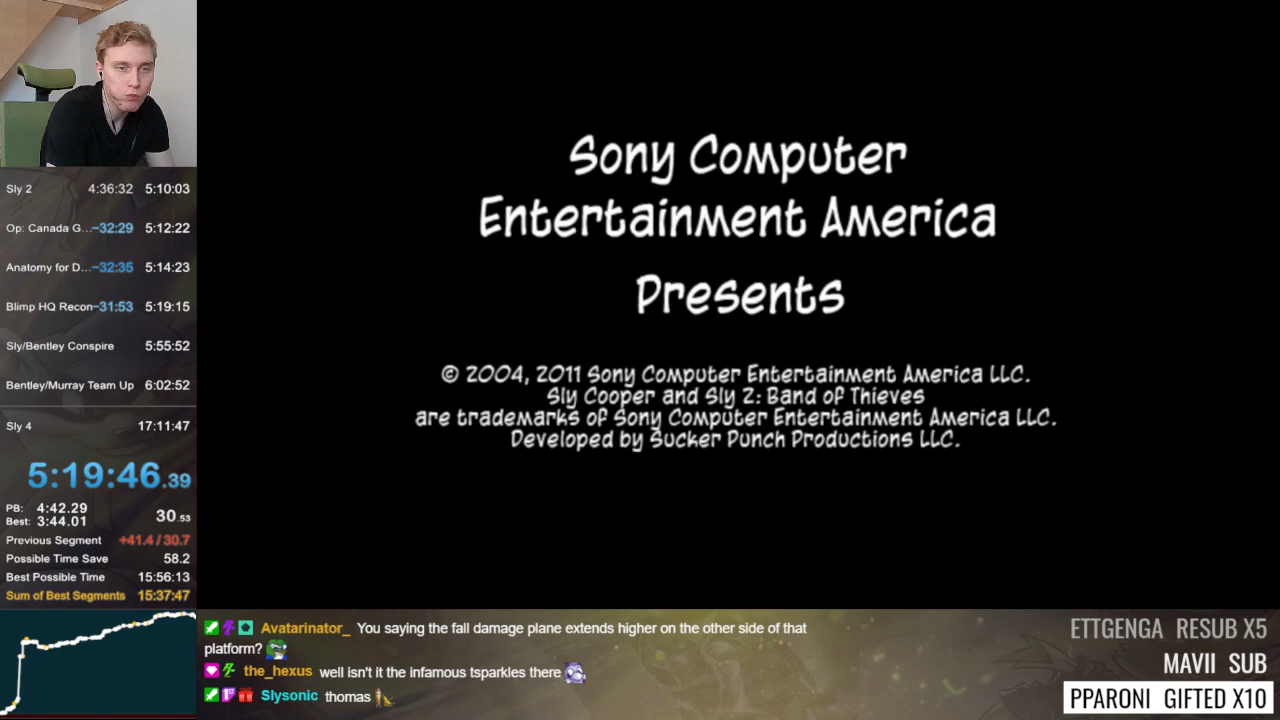 Sony Computer
Entertainment America
Presents
© 2004, 2011 Sony Computer Entertainment America LLC.
Sly Cooper and Sly 2: Band of Thieves
are trademarks of Sony Computer Entertainment America LLC.
Developed by Sucker Punch Productions LLC.
Sly 2 4:36:32 5:10:03
Op: Canada G... -32:29 5:12:22
Anatomy for D... -32:35 5:14:23
Blimp HQ Recon -31:53 5:19:15
Sly/Bentley Conspire 5:55:52
Bentley/Murray Team Up 6:02:52
Sly 4 17:11:47
5:19:46.39
PB: 4:42.29
Best: 3:44.01
30.53
Previous Segment +41.4 / 30.7
Possible Time Save 58.2
Best Possible Time 15:56:13
Sum of Best Segments 15:37:47
Avatarinator_ You saying the fall damage plane extends higher on the other side of that
platform?
the_hexus well isn't it the infamous tsparkles there
Slysonic thomas
ETTGENGA RESUB X5
MAVII SUB
PPARONI GIFTED X10